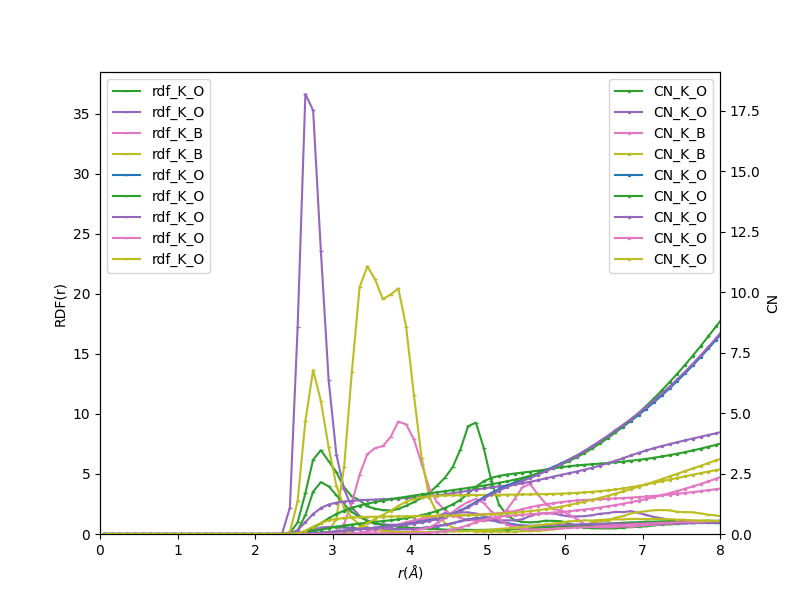 rdf_K_O
rdf_K_O
rdf_K_B
rdf_K_B
rdf_K_O
rdf_K_O
rdf_K_O
rdf_K_O
rdf_K_O
CN_K_O
CN_K_O
CN_K_B
CN_K_B
CN_K_O
CN_K_O
CN_K_O
CN_K_O
CN_K_O
35
30
25
20
15
10
5
0
RDF(r)
17.5
15.0
12.5
10.0
7.5
5.0
2.5
0.0
CN
0 1 2 3 4 5 6 7 8
r(Å)